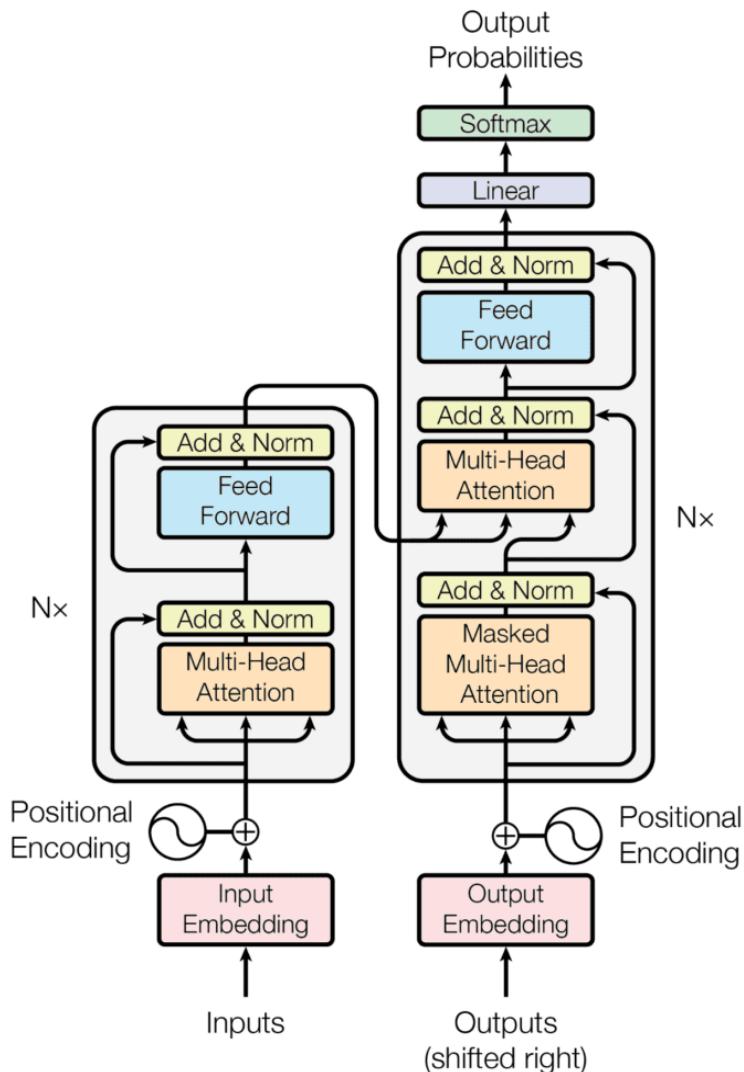 Output
Probabilities
Softmax
Linear
Add & Norm
Feed
Forward
Add & Norm
Multi-Head
Attention
Add & Norm
Masked
Multi-Head
Attention
N×
Add & Norm
Feed
Forward
Add & Norm
Multi-Head
Attention
N×
Positional
Encoding
Positional
Encoding
Input
Embedding
Output
Embedding
Inputs
Outputs
(shifted right)